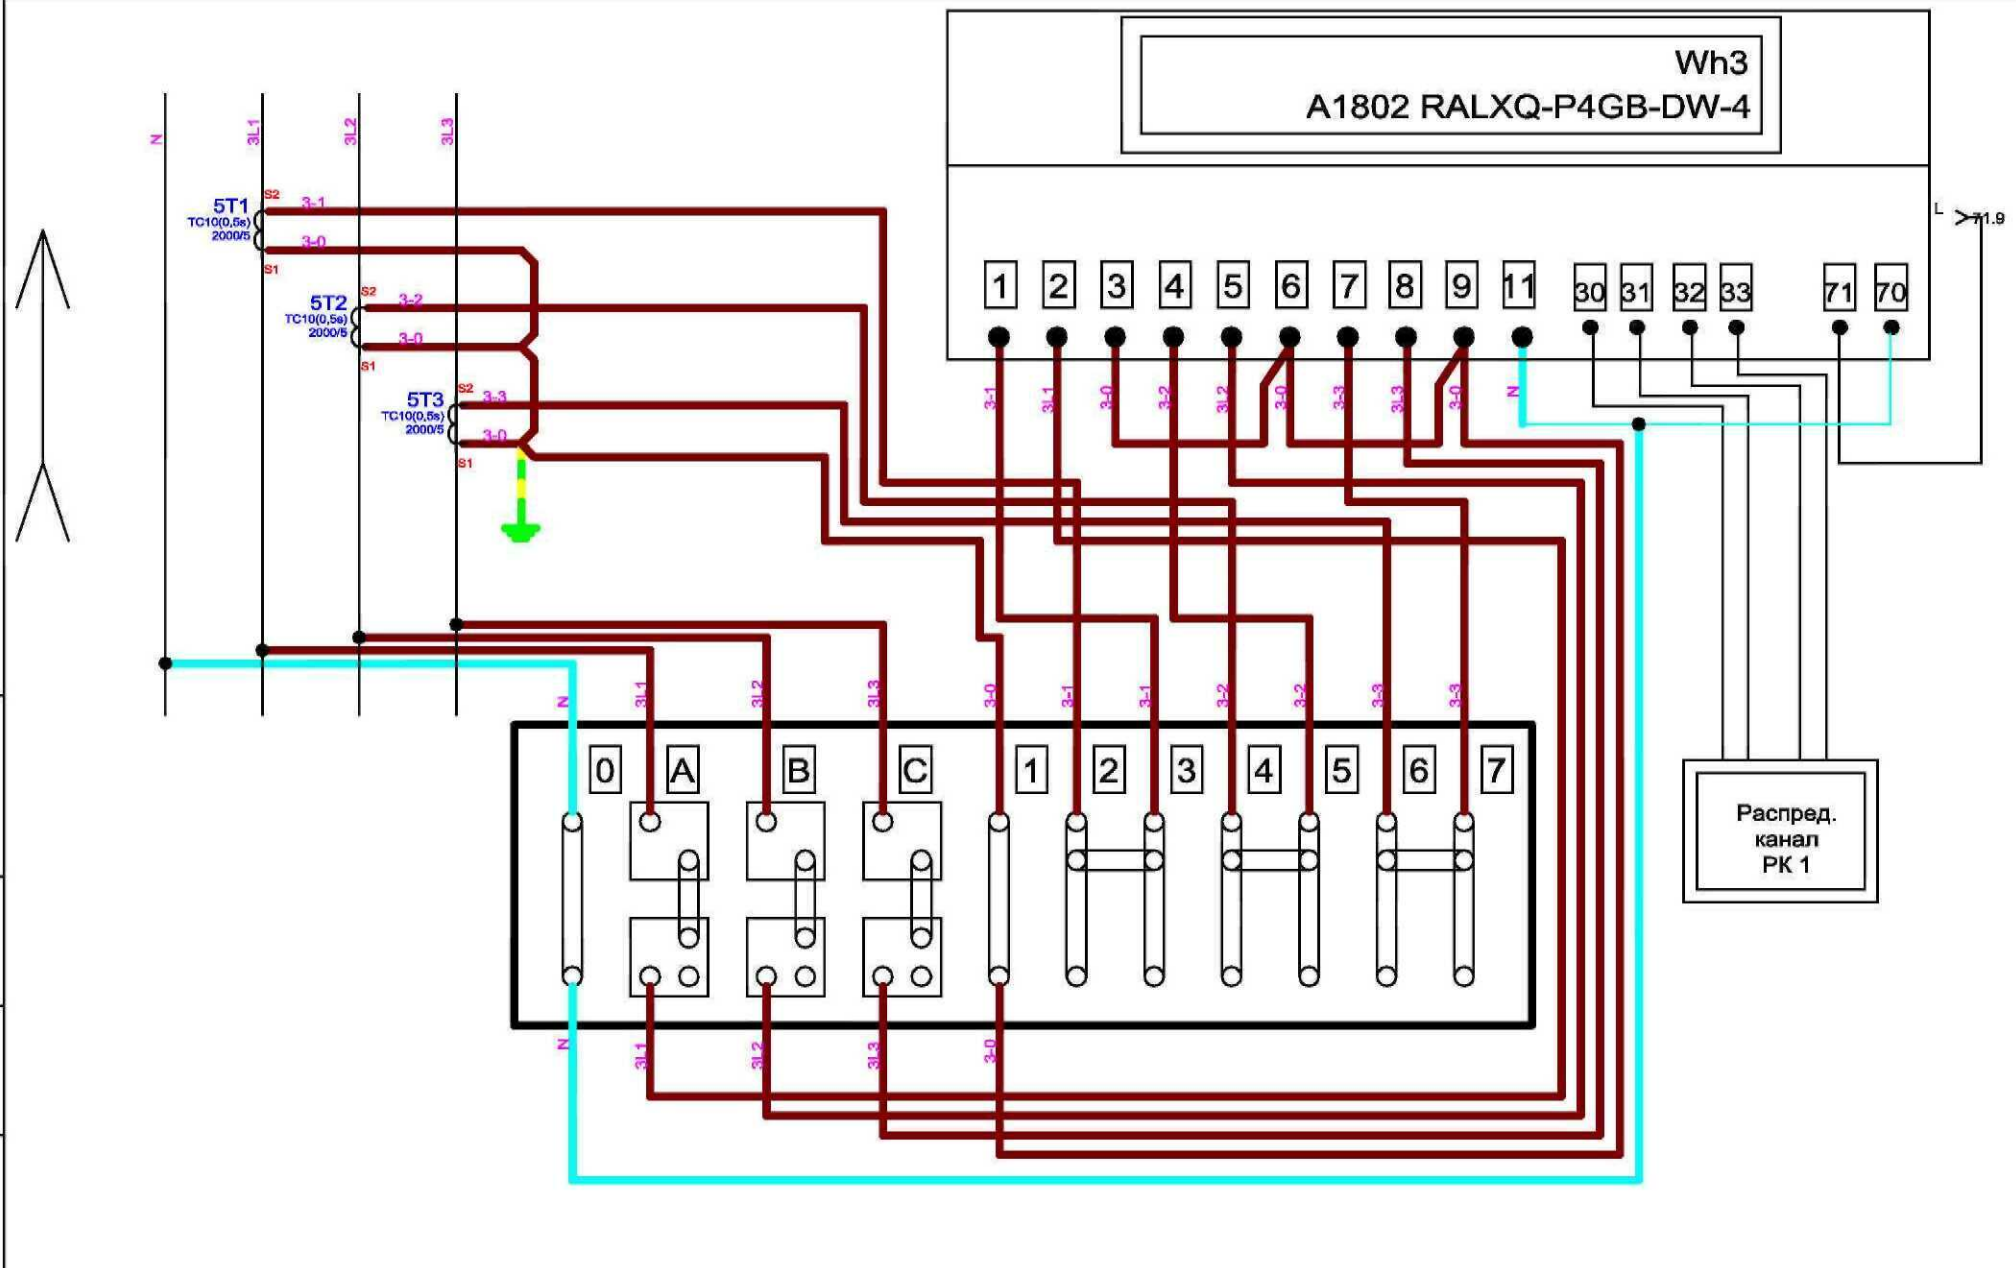 Wh3
A1802 RALXQ-P4GB-DW-4
N
3L1
3L2
3L3
5T1
TC10(0,5s)
2000/5
S2
S1
3-1
3-0
5T2
TC10(0,5s)
2000/5
S2
S1
3-2
3-0
5T3
TC10(0,5s)
2000/5
S2
S1
3-3
3-0
L
71.9
1 2 3 4 5 6 7 8 9 11 30 31 32 33 71 70
3-1 3L1 3-0 3-2 3L2 3-0 3-3 3L3 3-0 N
N 3L1 3L2 3L3 3-0 3-1 3-1 3-2 3-2 3-3 3-3
0 A B C 1 2 3 4 5 6 7
Распред.
канал
РК 1
N 3L1 3L2 3L3 3-0